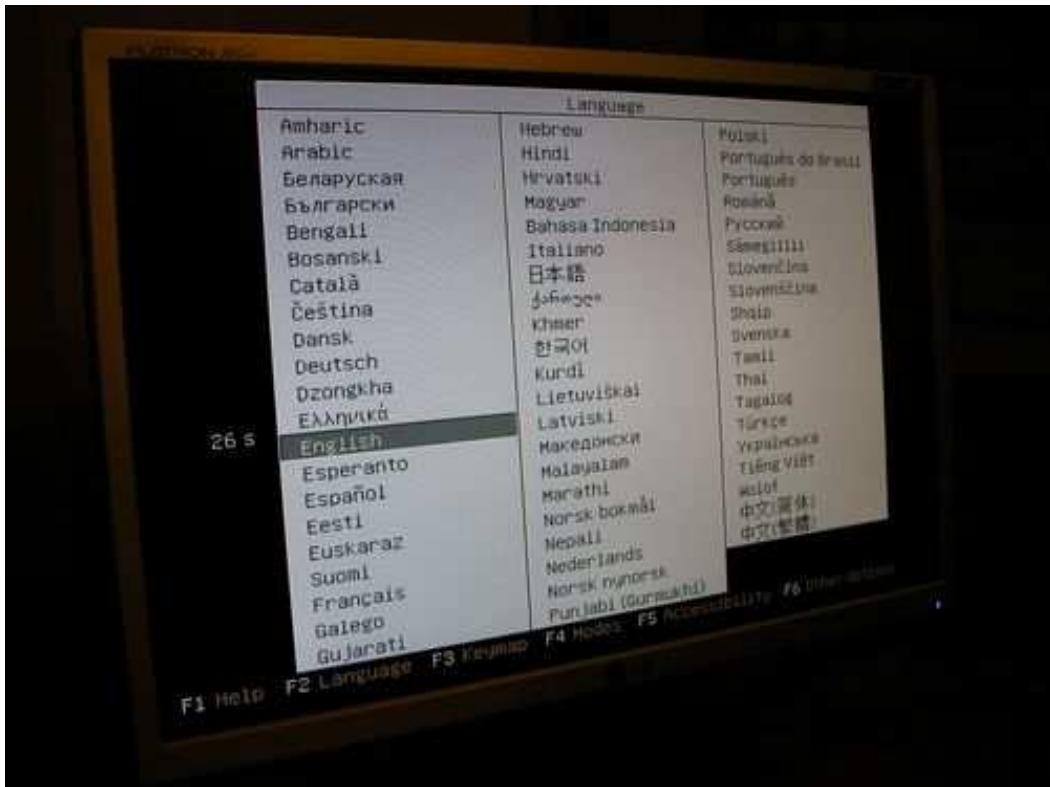 Language
Amharic
Arabic
Беларуская
Български
Bengali
Bosanski
Català
Čeština
Dansk
Deutsch
Dzongkha
Ελληνικά
English
Esperanto
Español
Eesti
Euskaraz
Suomi
Français
Galego
Gujarati
Hebrew
Hindi
Hrvatski
Magyar
Bahasa Indonesia
Italiano
日本語
ქართული
Khmer
한국어
Kurdî
Lietuviškai
Latviski
Македонски
Malayalam
Marathi
Norsk bokmål
Nepali
Nederlands
Norsk nynorsk
Punjabi (Gurmukhi)
Polski
Português do Brasil
Português
Română
Русский
Sámegillii
Slovenčina
Slovenščina
Shqip
Svenska
Tamil
Thai
Tagalog
Türkçe
Українська
Tiếng Việt
Wolof
中文(简体)
中文(繁體)
26 s
F1 Help F2 Language F3 Keymap F4 Modes F5 Accessibility F6 Other Options